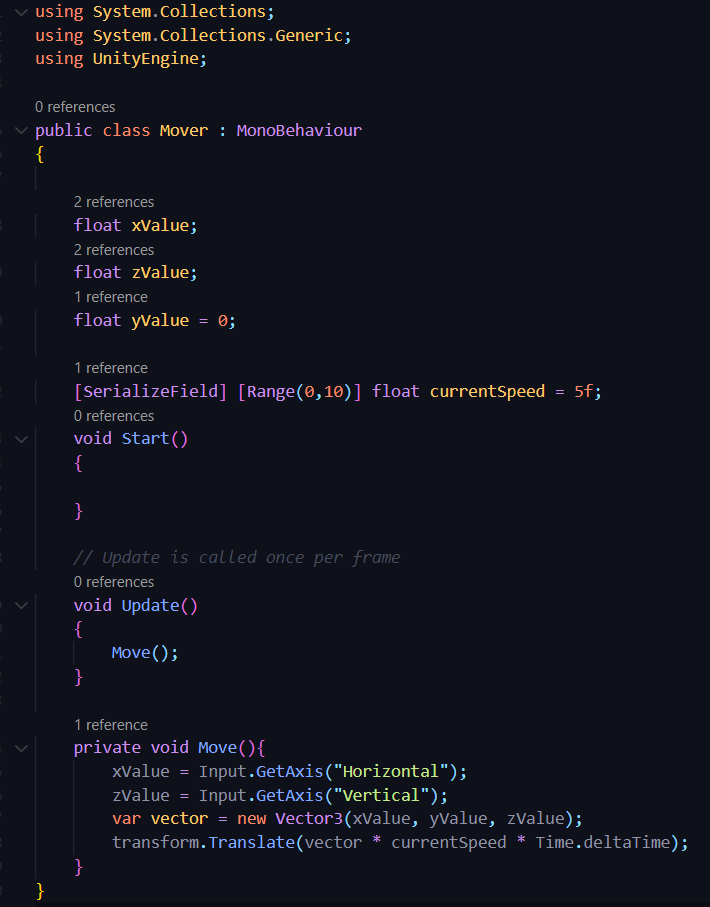 using System.Collections;
using System.Collections.Generic;
using UnityEngine;
0 references
public class Mover : MonoBehaviour
{
2 references
float xValue;
2 references
float zValue;
1 reference
float yValue = 0;
1 reference
[SerializeField] [Range(0,10)] float currentSpeed = 5f;
0 references
void Start()
{
}
// Update is called once per frame
0 references
void Update()
{
Move();
}
1 reference
private void Move(){
xValue = Input.GetAxis("Horizontal");
zValue = Input.GetAxis("Vertical");
var vector = new Vector3(xValue, yValue, zValue);
transform.Translate(vector * currentSpeed * Time.deltaTime);
}
}